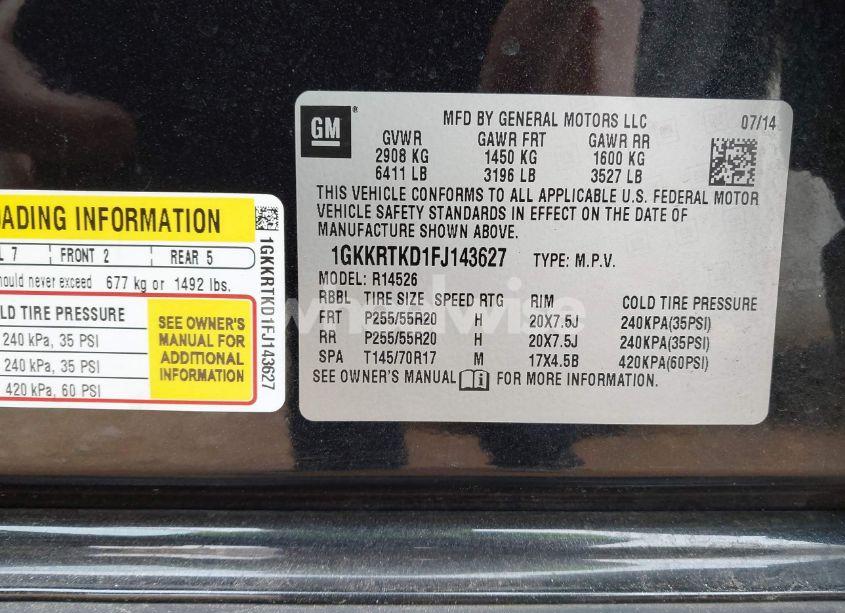 GM
MFD BY GENERAL MOTORS LLC 07/14
GVWR GAWR FRT GAWR RR
2908 KG 1450 KG 1600 KG
6411 LB 3196 LB 3527 LB
THIS VEHICLE CONFORMS TO ALL APPLICABLE U.S. FEDERAL MOTOR
VEHICLE SAFETY STANDARDS IN EFFECT ON THE DATE OF
MANUFACTURE SHOWN ABOVE.
1GKKRTKD1FJ143627 TYPE: M.P.V.
MODEL: R14526
RBBL TIRE SIZE SPEED RTG RIM COLD TIRE PRESSURE
FRT P255/55R20 H 20X7.5J 240KPA(35PSI)
RR P255/55R20 H 20X7.5J 240KPA(35PSI)
SPA T145/70R17 M 17X4.5B 420KPA(60PSI)
SEE OWNER'S MANUAL FOR MORE INFORMATION.
ADING INFORMATION
L 7 FRONT 2 REAR 5
hould never exceed 677 kg or 1492 lbs.
OLD TIRE PRESSURE
240 kPa, 35 PSI
240 kPa, 35 PSI
420 kPa, 60 PSI
SEE OWNER'S
MANUAL FOR
ADDITIONAL
INFORMATION
1GKKRTKD1FJ143627